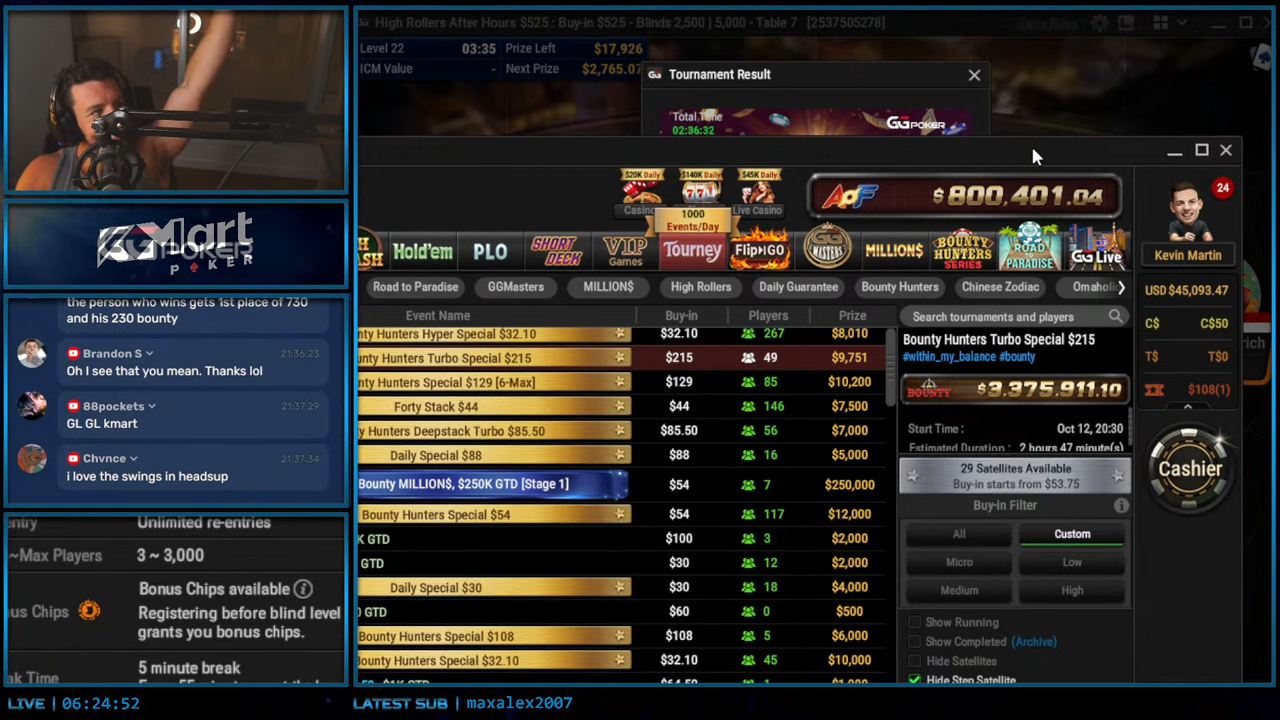 High Rollers After Hours $525 : Buy-in $525 - Blinds 2,500 | 5,000 - Table 7 [2537505278]
Level 22
03:35
Prize Left
$17,926
ICM Value
-
Next Prize
$2,765.07
Tournament Result
Total Time
02:36:32
GGPOKER
$20K Daily
$140K Daily
$45K Daily
Casino
Live Casino
1000
Events/Day
AoF
$800,401.04
24
Kevin Martin
Hold'em
PLO
SHORT
DECK
VIP
Games
Tourney
Flip&GO
GG
MASTERS
MILLION$
BOUNTY
HUNTERS
SERIES
ROAD
TO
PARADISE
GGLive
Road to Paradise
GGMasters
MILLION$
High Rollers
Daily Guarantee
Bounty Hunters
Chinese Zodiac
Omaholic
Event Name
Buy-in
Players
Prize
nty Hunters Hyper Special $32.10
$32.10
267
$8,010
nty Hunters Turbo Special $215
$215
49
$9,751
nty Hunters Special $129 [6-Max]
$129
85
$10,200
Forty Stack $44
$44
146
$7,500
nty Hunters Deepstack Turbo $85.50
$85.50
56
$7,000
Daily Special $88
$88
16
$5,000
Bounty MILLION$, $250K GTD [Stage 1]
$54
7
$250,000
Bounty Hunters Special $54
$54
117
$12,000
K GTD
$100
3
$2,000
GTD
$30
12
$2,000
Daily Special $30
$30
18
$4,000
GTD
$60
0
$500
Bounty Hunters Special $108
$108
5
$6,000
Bounty Hunters Special $32.10
$32.10
45
$10,000
Search tournaments and players
Bounty Hunters Turbo Special $215
#within_my_balance #bounty
BOUNTY
$3,375,911.10
Start Time :
Oct 12, 20:30
Estimated Duration :
2 hours 47 minute(s)
29 Satellites Available
Buy-in starts from $53.75
Buy-in Filter
All
Custom
Micro
Low
Medium
High
Show Running
Show Completed (Archive)
Hide Satellites
Hide Step Satellite
USD $45,093.47
C$
C$0
T$
T$0
$108(1)
Cashier
the person who wins gets 1st place of 730
and his 230 bounty
Brandon S
21:36:23
Oh I see that you mean. Thanks lol
88pockets
21:37:29
GL GL kmart
Chvnce
21:37:34
i love the swings in headsup
entry
Unlimited re-entries
~Max Players
3 ~ 3,000
nus Chips
Bonus Chips available
Registering before blind level
grants you bonus chips.
ak Time
5 minute break
LIVE | 06:24:52
LATEST SUB | maxalex2007